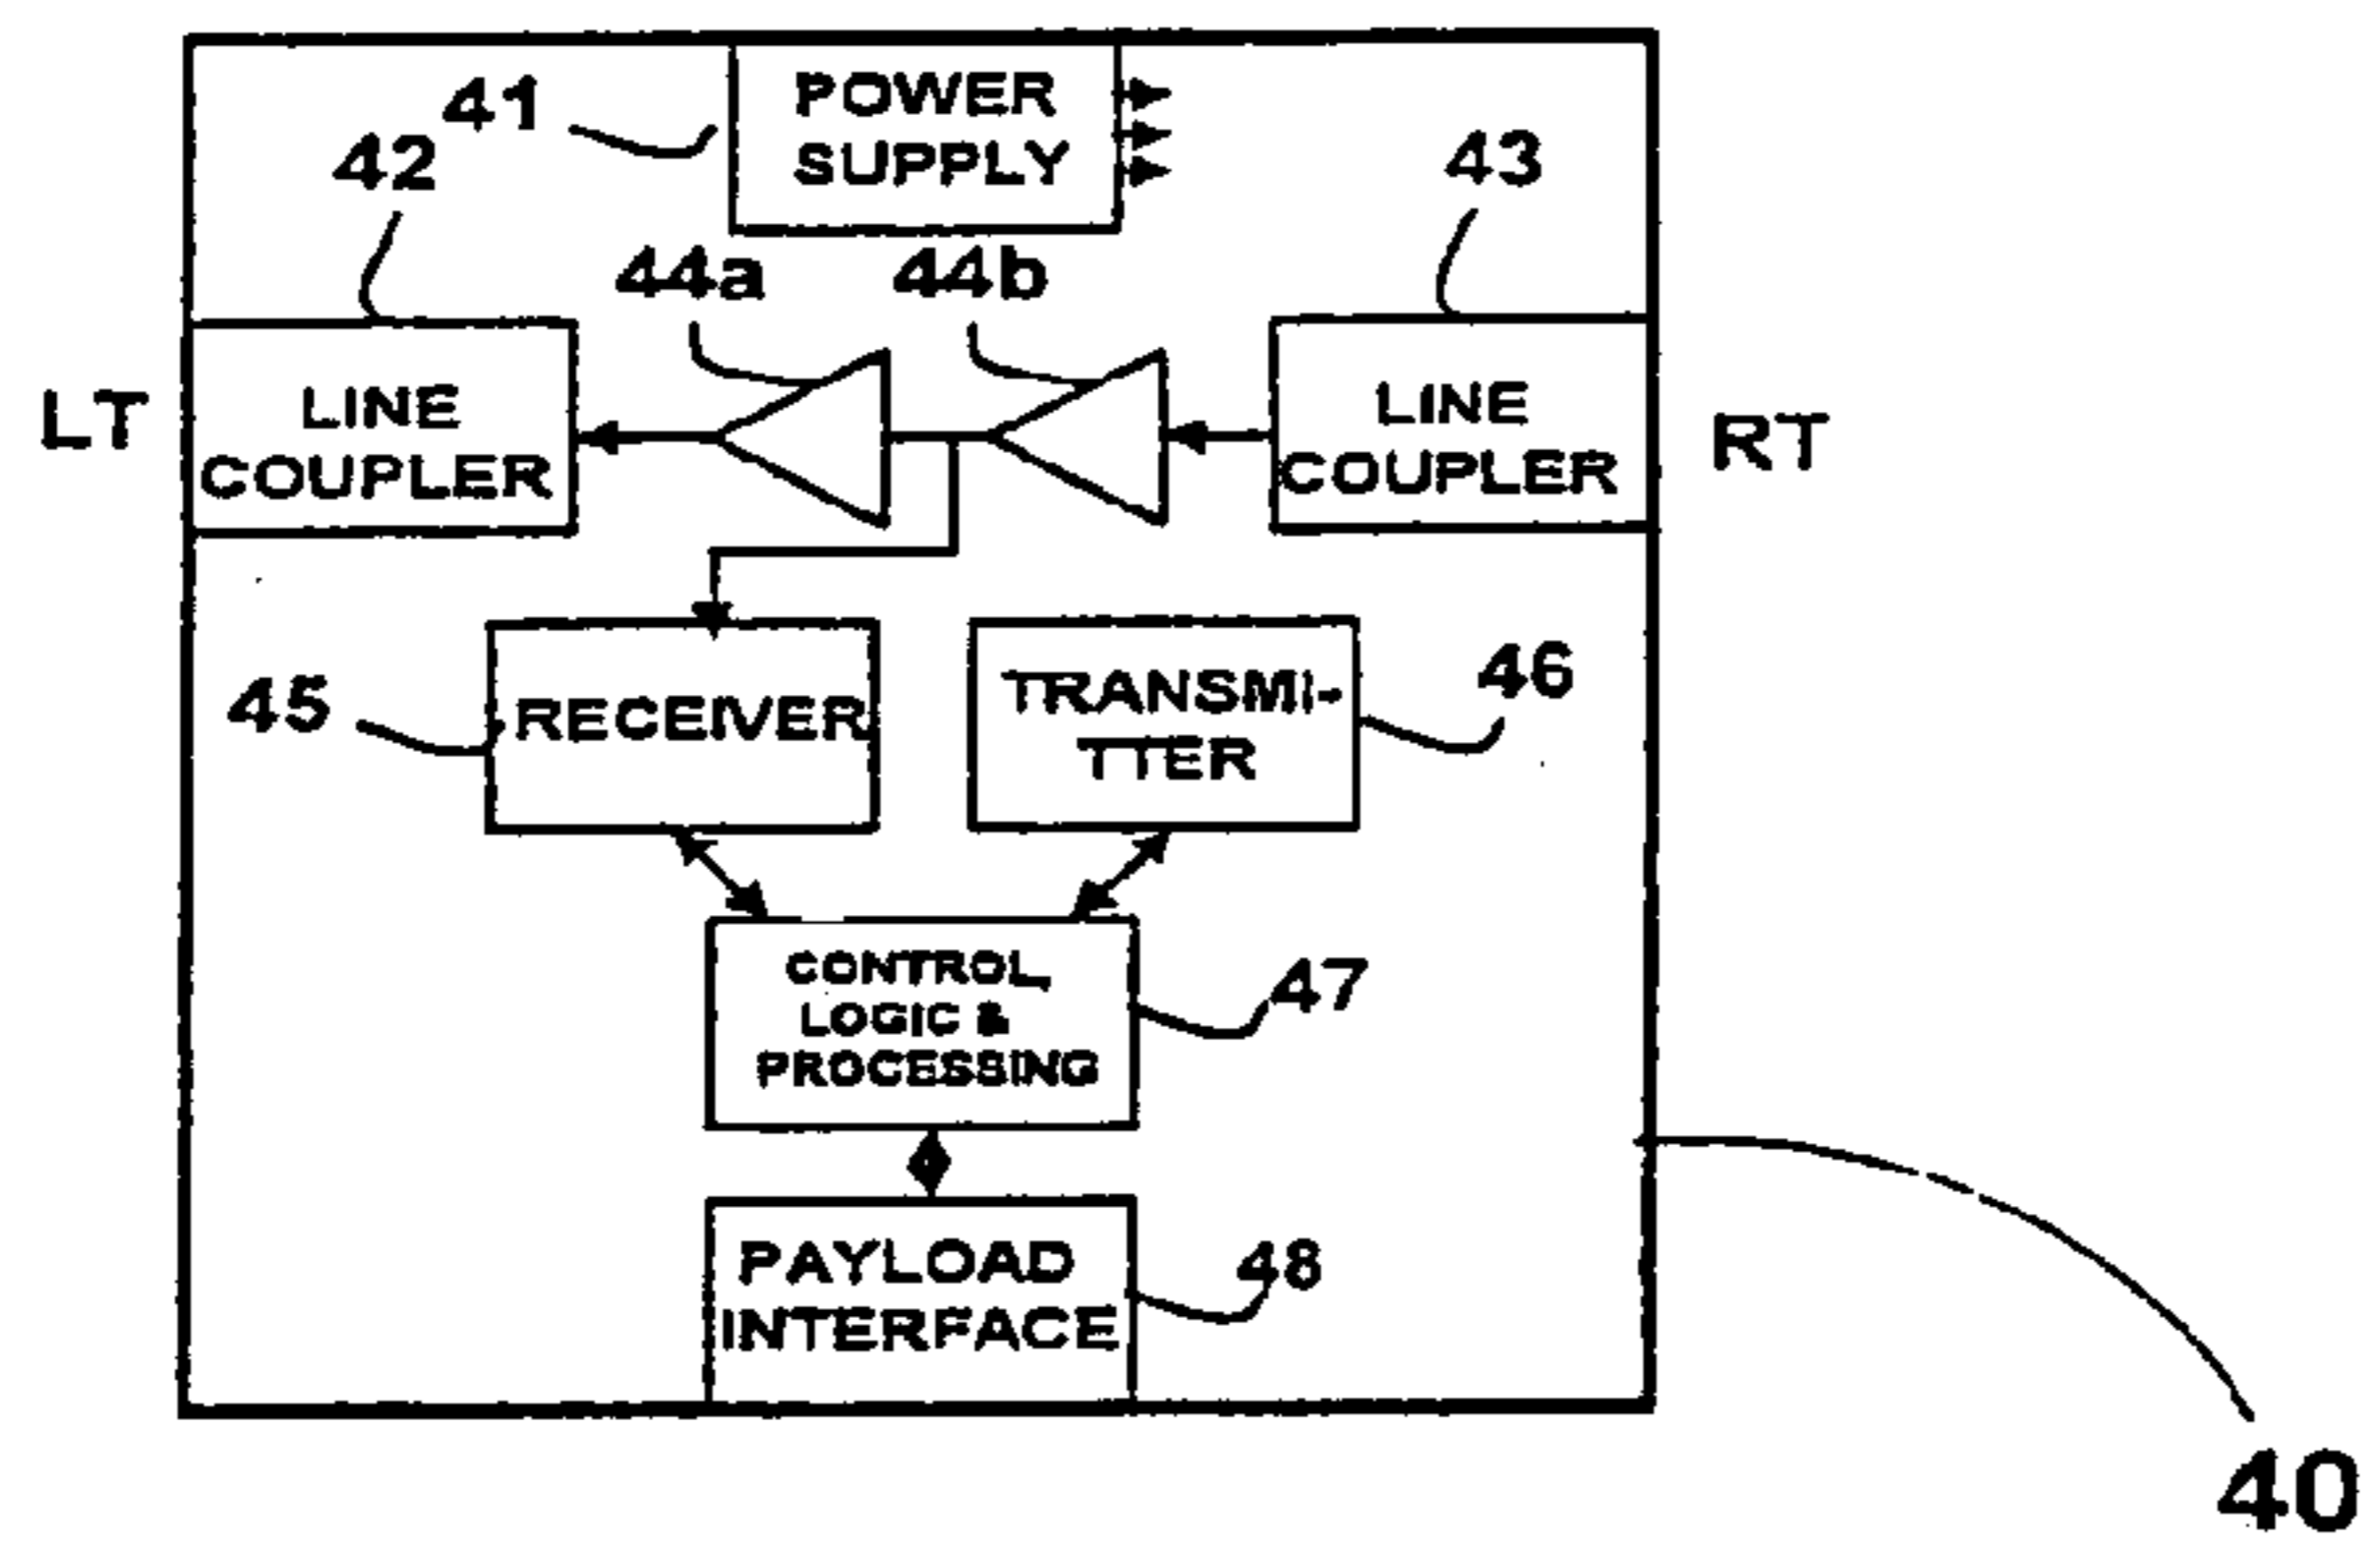 41
POWER
SUPPLY
42
43
44a
44b
LT
LINE
COUPLER
LINE
COUPLER
RT
45
RECEIVER
TRANSMI-
TTER
46
CONTROL
LOGIC &
PROCESSING
47
PAYLOAD
INTERFACE
48
40